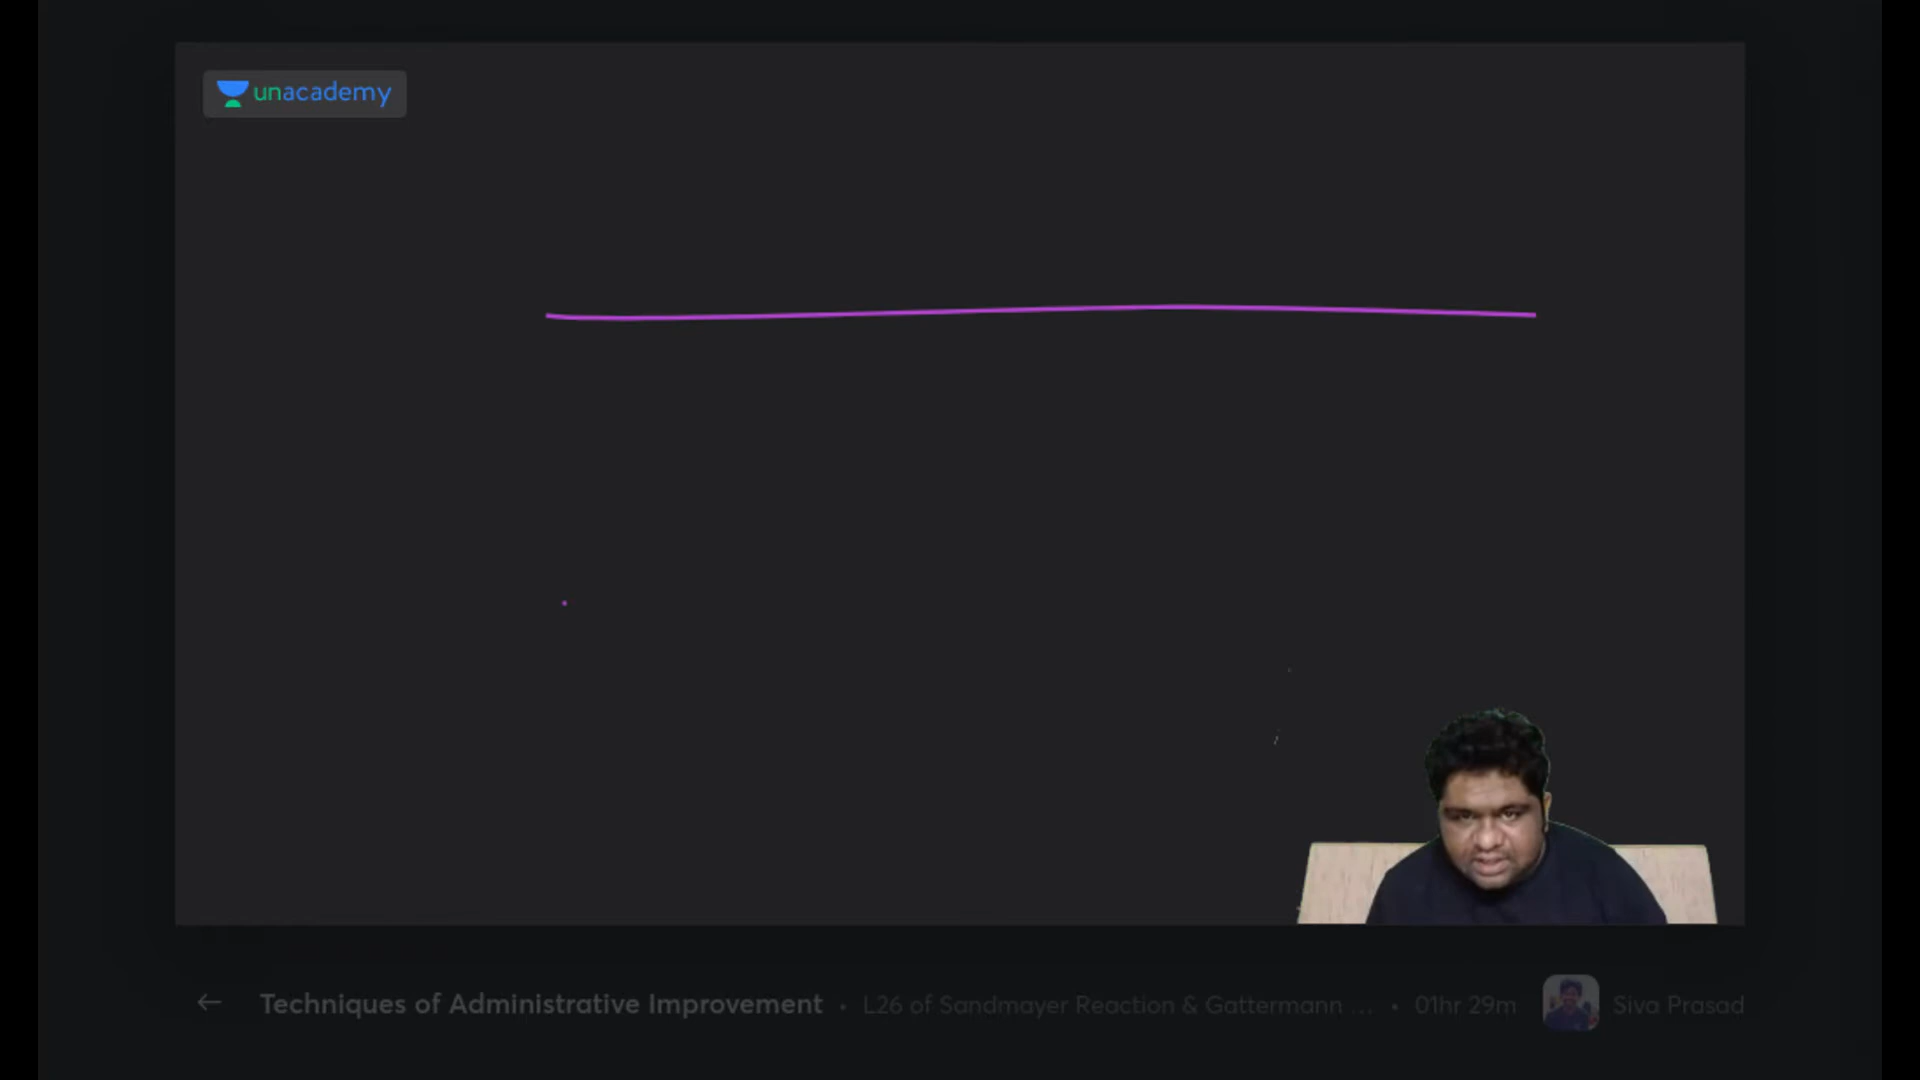 unacademy
← Techniques of Administrative Improvement • L26 of Sandmayer Reaction & Gattermann ... • 01hr 29m Siva Prasad